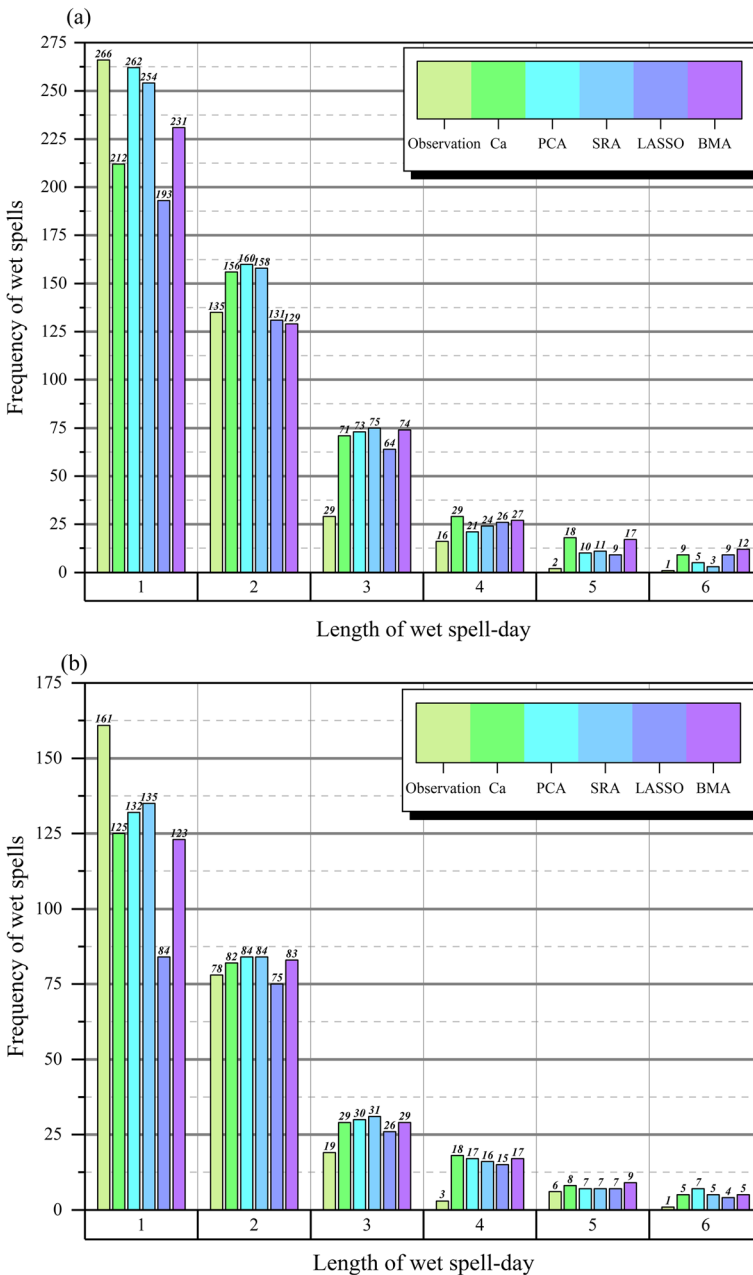 (a)
275
250
225
200
175
150
125
100
75
50
25
0
Frequency of wet spells
Observation Ca PCA SRA LASSO BMA
266 212 262 254 193 231
135 156 160 158 131 129
29 71 73 75 64 74
16 29 21 24 26 27
2 18 10 11 9 17
1 9 5 3 9 12
1 2 3 4 5 6
Length of wet spell-day
(b)
175
150
125
100
75
50
25
0
Frequency of wet spells
Observation Ca PCA SRA LASSO BMA
161 125 132 135 84 123
78 82 84 84 75 83
19 29 30 31 26 29
3 18 17 16 15 17
6 8 7 7 7 9
1 5 7 5 4 5
1 2 3 4 5 6
Length of wet spell-day